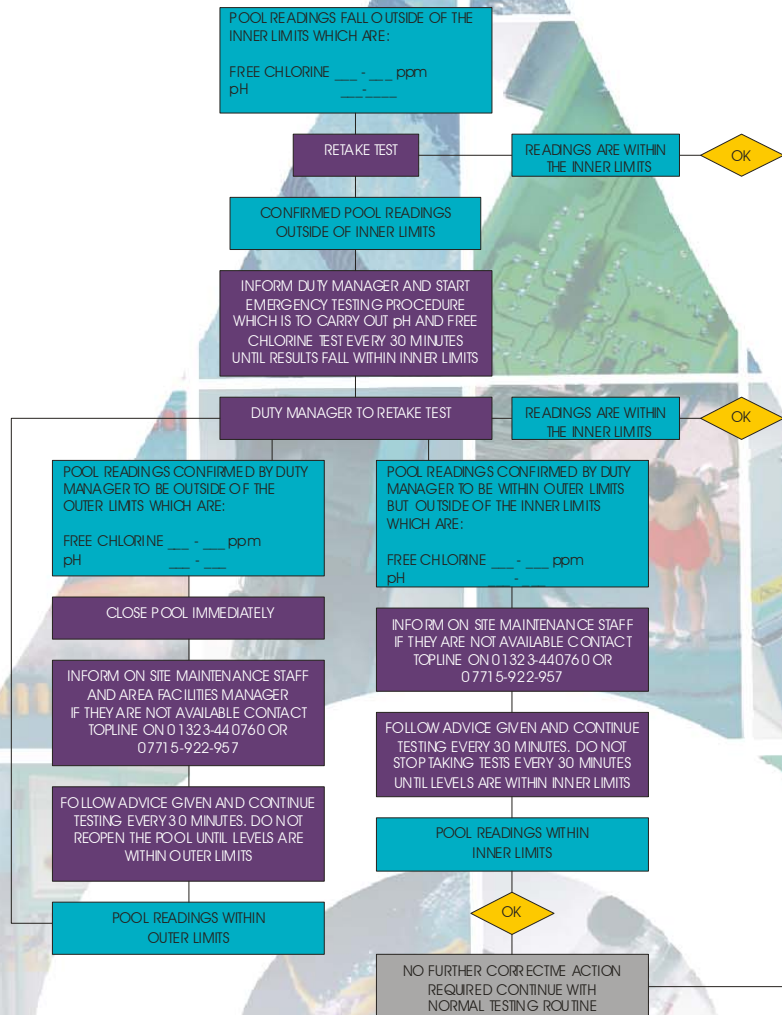 POOL READINGS FALL OUTSIDE OF THE
INNER LIMITS WHICH ARE:
FREE CHLORINE ___ - ___ ppm
pH ___-____
RETAKE TEST
READINGS ARE WITHIN
THE INNER LIMITS
OK
CONFIRMED POOL READINGS
OUTSIDE OF INNER LIMITS
INFORM DUTY MANAGER AND START
EMERGENCY TESTING PROCEDURE
WHICH IS TO CARRY OUT pH AND FREE
CHLORINE TEST EVERY 30 MINUTES
UNTIL RESULTS FALL WITHIN INNER LIMITS
DUTY MANAGER TO RETAKE TEST
READINGS ARE WITHIN
THE INNER LIMITS
OK
POOL READINGS CONFIRMED BY DUTY
MANAGER TO BE OUTSIDE OF THE
OUTER LIMITS WHICH ARE:
FREE CHLORINE ___ - ___ ppm
pH ___ - ___
CLOSE POOL IMMEDIATELY
INFORM ON SITE MAINTENANCE STAFF
AND AREA FACILITIES MANAGER
IF THEY ARE NOT AVAILABLE CONTACT
TOPLINE ON 01323-440760 OR
07715-922-957
FOLLOW ADVICE GIVEN AND CONTINUE
TESTING EVERY 30 MINUTES. DO NOT
REOPEN THE POOL UNTIL LEVELS ARE
WITHIN OUTER LIMITS
POOL READINGS WITHIN
OUTER LIMITS
POOL READINGS CONFIRMED BY DUTY
MANAGER TO BE WITHIN OUTER LIMITS
BUT OUTSIDE OF THE INNER LIMITS
WHICH ARE:
FREE CHLORINE ___ - ___ ppm
pH ___-___
INFORM ON SITE MAINTENANCE STAFF
IF THEY ARE NOT AVAILABLE CONTACT
TOPLINE ON 01323-440760 OR
07715-922-957
FOLLOW ADVICE GIVEN AND CONTINUE
TESTING EVERY 30 MINUTES. DO NOT
STOP TAKING TESTS EVERY 30 MINUTES
UNTIL LEVELS ARE WITHIN INNER LIMITS
POOL READINGS WITHIN
INNER LIMITS
OK
NO FURTHER CORRECTIVE ACTION
REQUIRED CONTINUE WITH
NORMAL TESTING ROUTINE